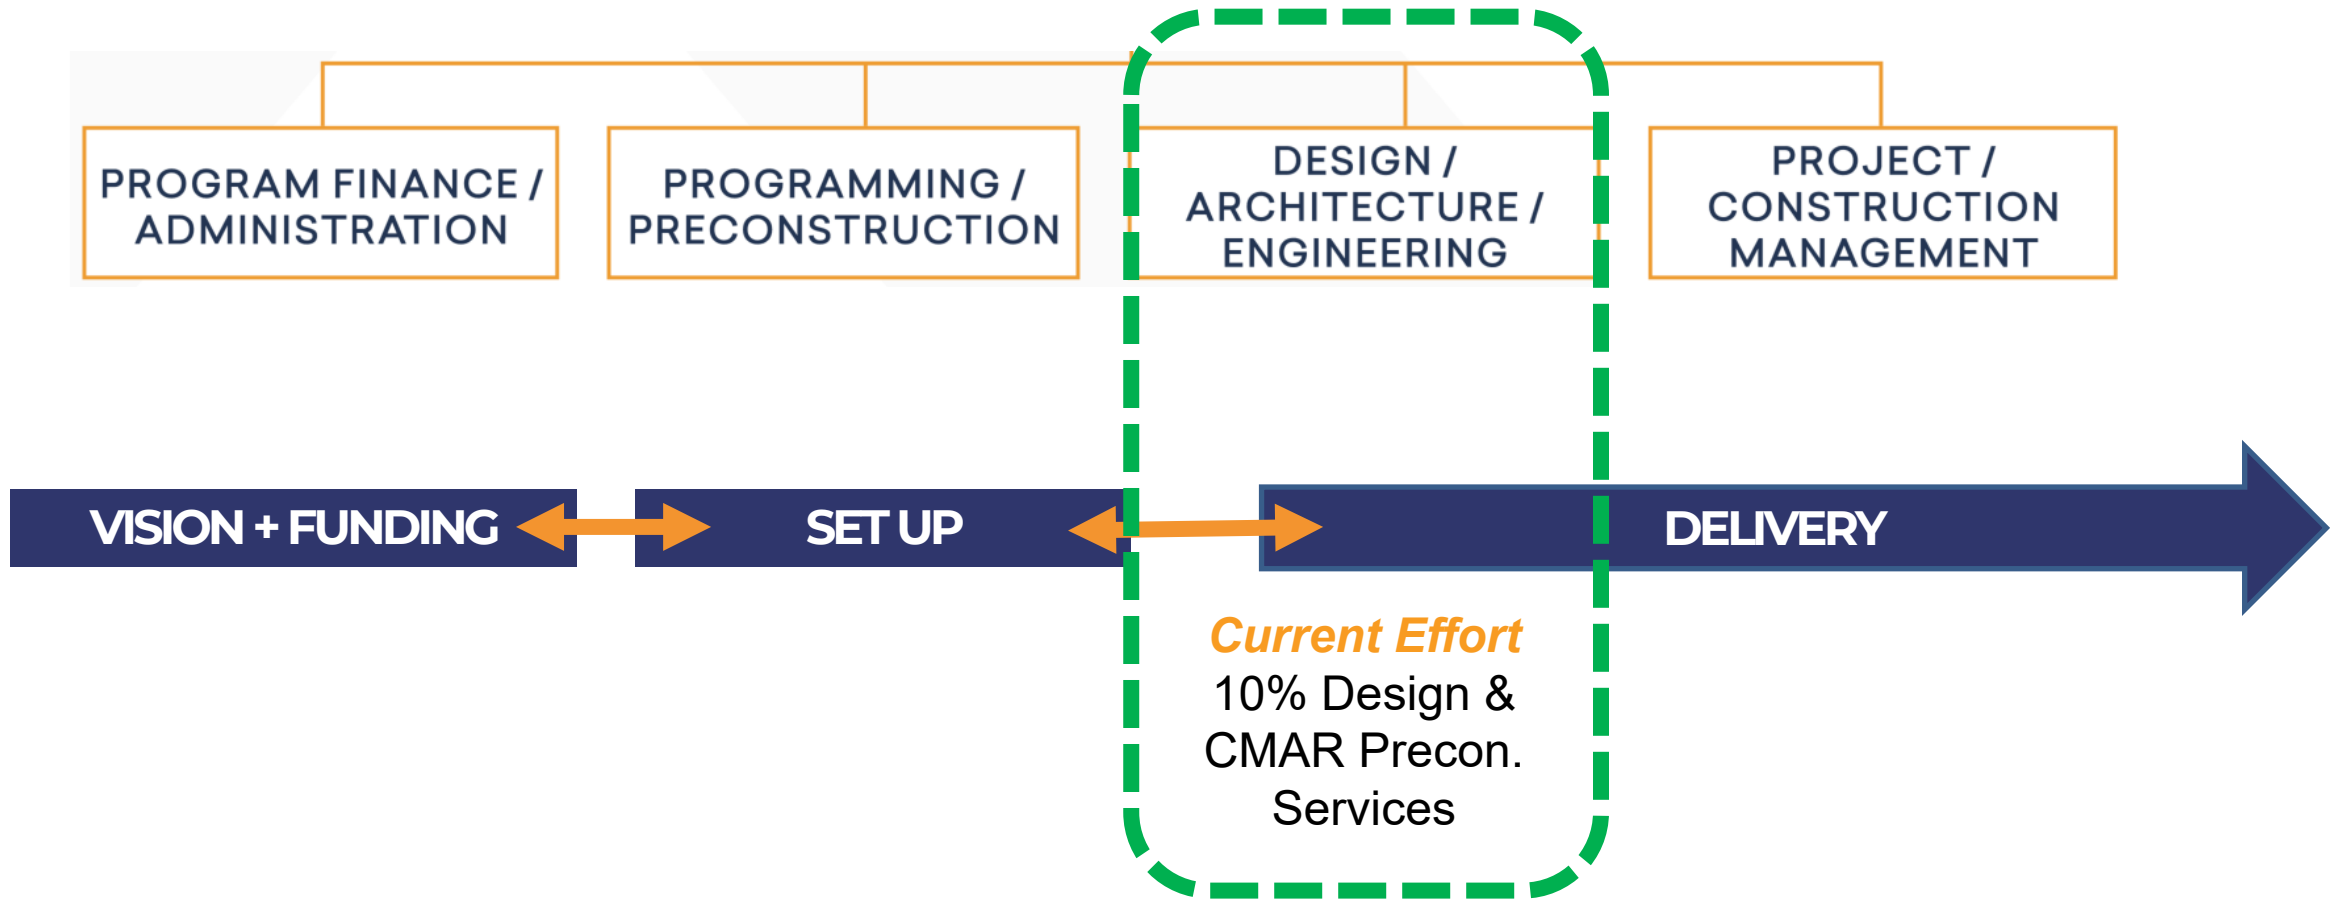 PROGRAM FINANCE /
ADMINISTRATION
PROGRAMMING /
PRECONSTRUCTION
DESIGN /
ARCHITECTURE /
ENGINEERING
PROJECT /
CONSTRUCTION
MANAGEMENT
VISION + FUNDING
SET UP
DELIVERY
Current Effort
10% Design &
CMAR Precon.
Services